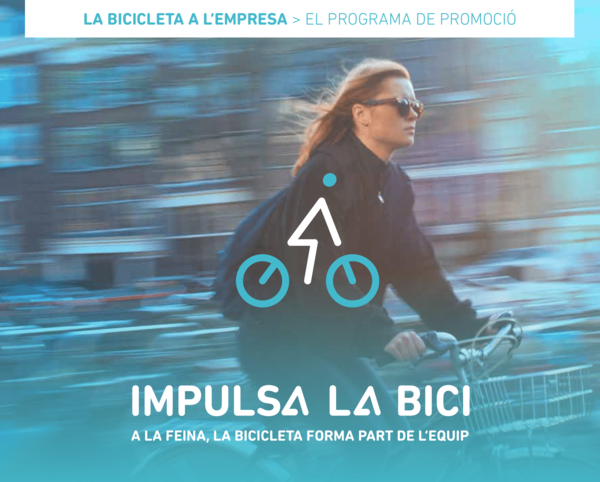 LA BICICLETA A L'EMPRESA > EL PROGRAMA DE PROMOCIÓ
IMPULSA LA BICI
A LA FEINA, LA BICICLETA FORMA PART DE L'EQUIP